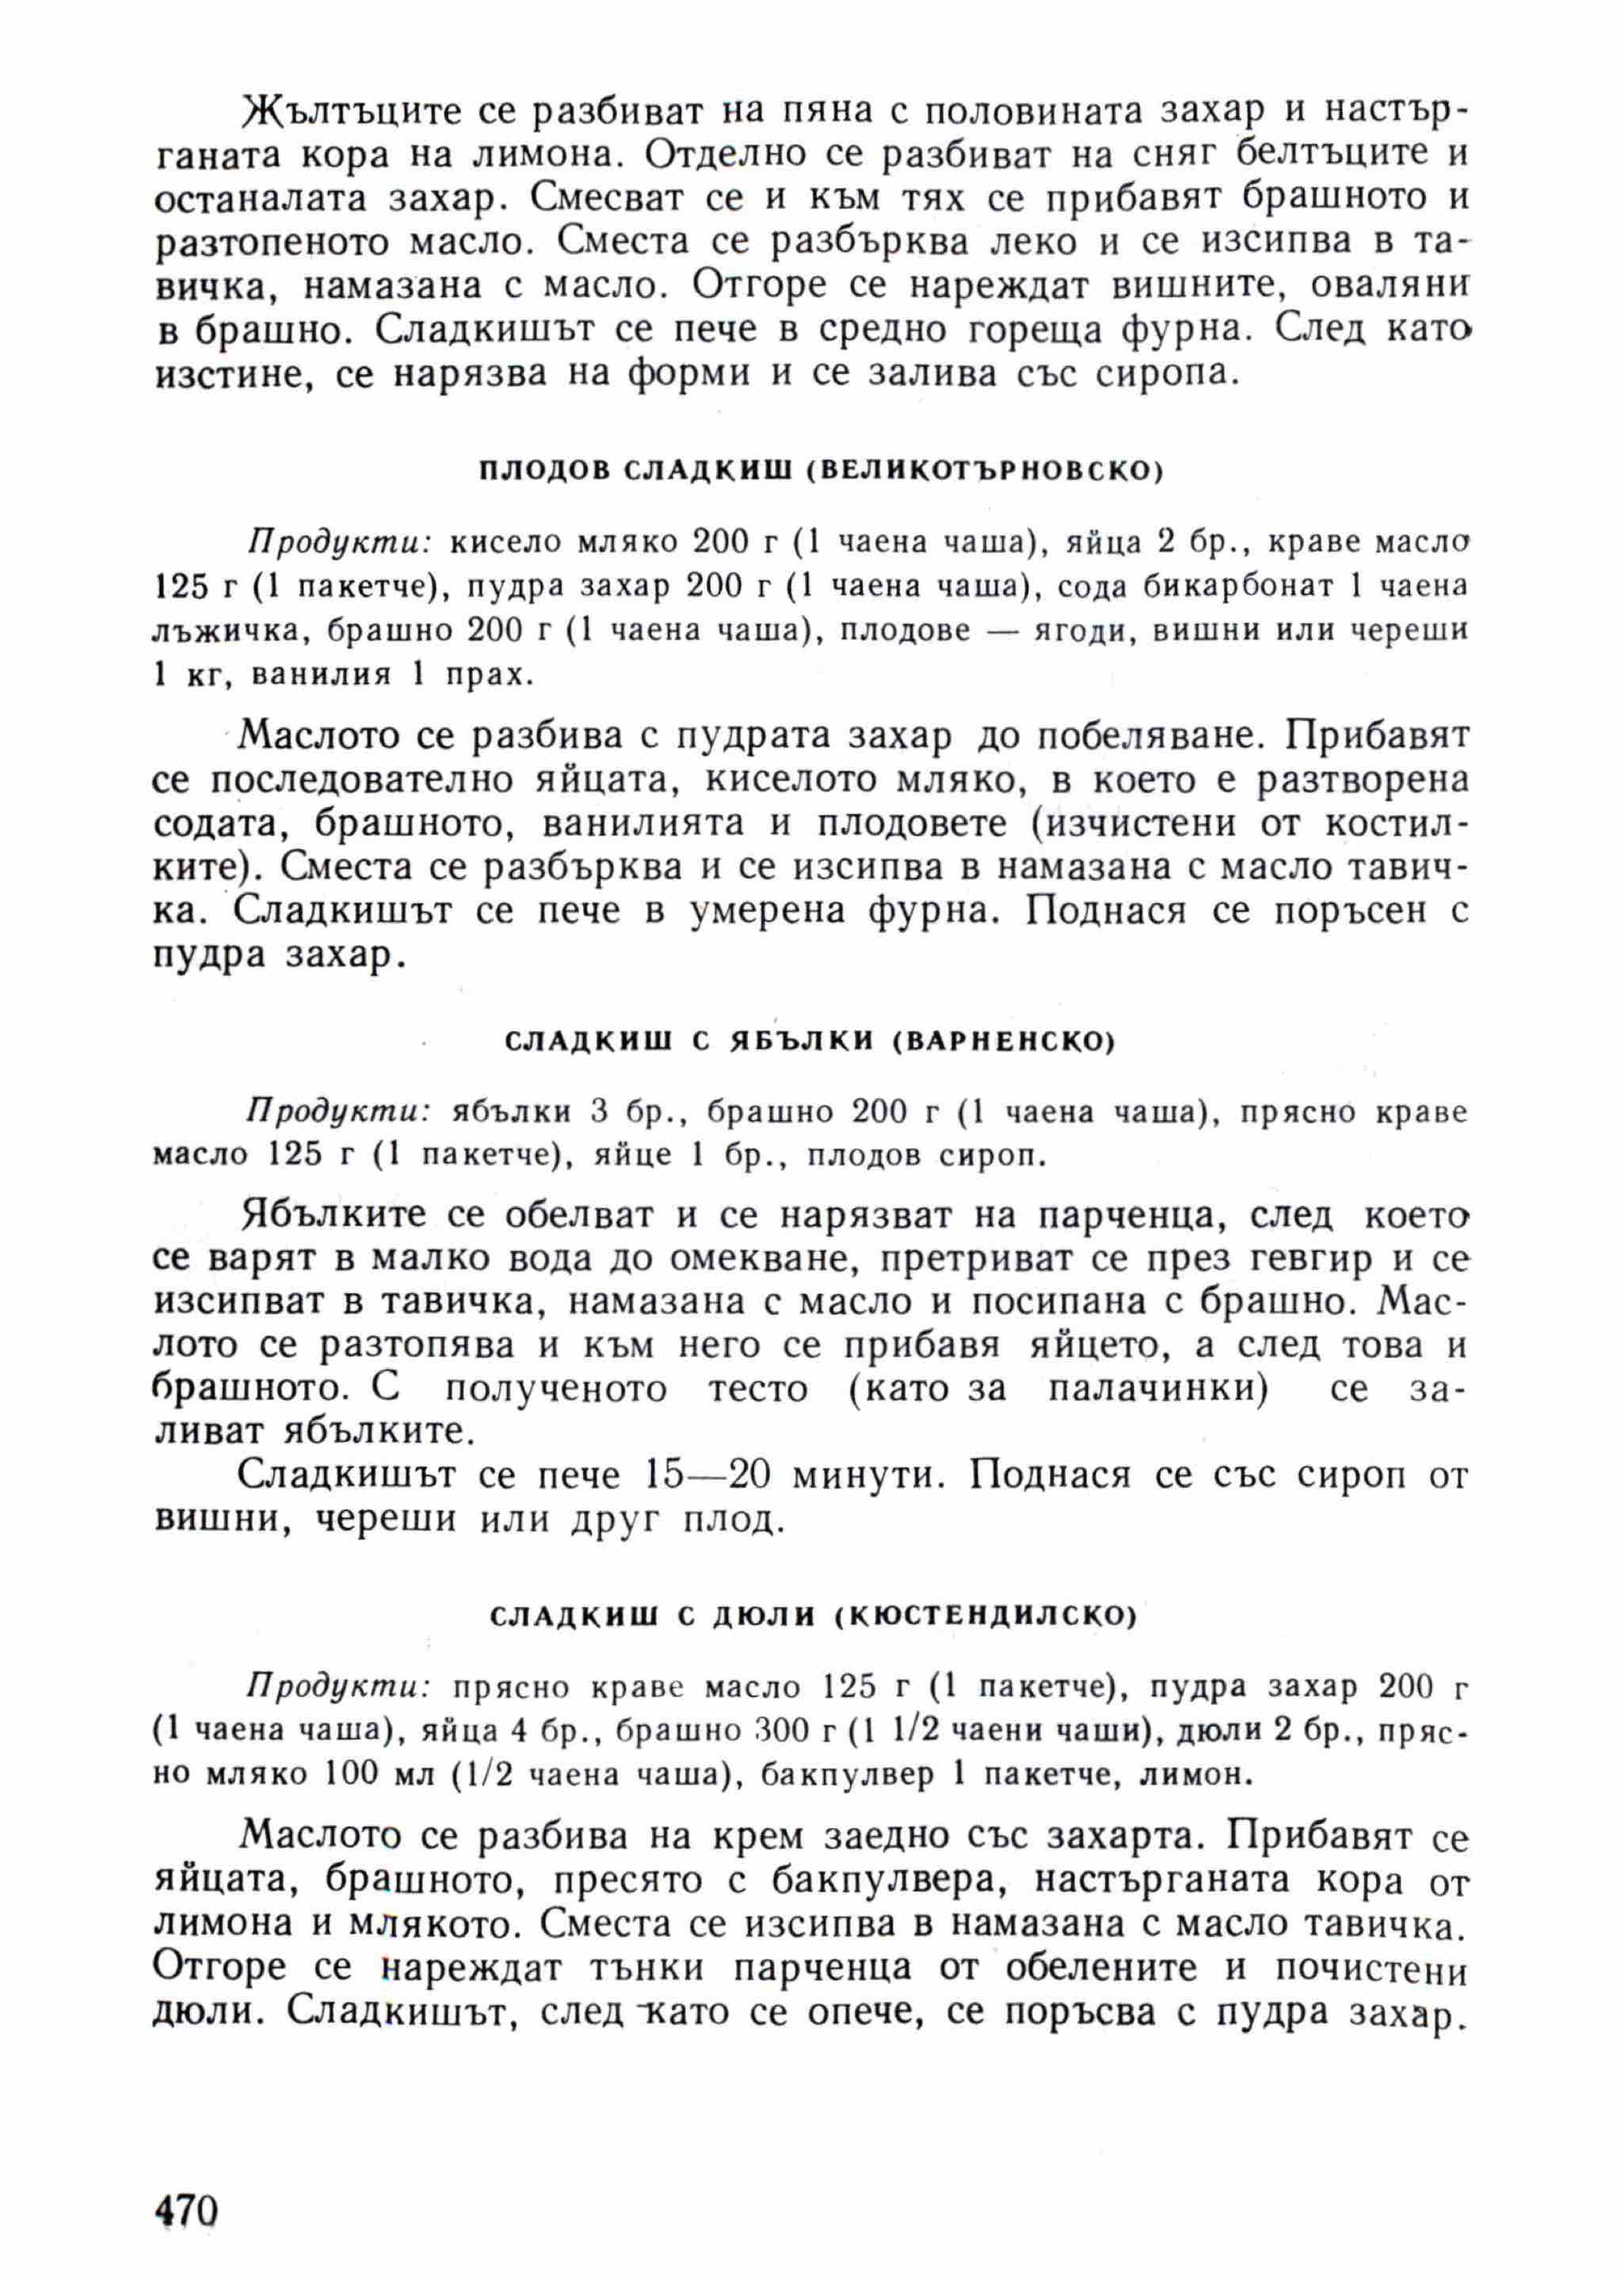 Жълтъците се разбиват на пяна с половината захар и настър-
ганата кора на лимона. Отделно се разбиват на сняг белтъците и
останалата захар. Смесват се и към тях се прибавят брашното и
разтопеното масло. Сместа се разбърква леко и се изсипва в та-
вичка, намазана с масло. Отгоре се нареждат вишните, оваляни
в брашно. Сладкишът се пече в средно гореща фурна. След като
изстине, се нарязва на форми и се залива със сиропа.
ПЛОДОВ СЛАДКИШ (ВЕЛИКОТЪРНОВСКО)
Продукти: кисело мляко 200 г (1 чаена чаша), яйца 2 бр., краве масло
125 г (1 пакетче), пудра захар 200 г (1 чаена чаша), сода бикарбонат 1 чаена
лъжичка, брашно 200 г (1 чаена чаша), плодове — ягоди, вишни или череши
1 кг, ванилия 1 прах.
Маслото се разбива с пудрата захар до побеляване. Прибавят
се последователно яйцата, киселото мляко, в което е разтворена
содата, брашното, ванилията и плодовете (изчистени от костил-
ките). Сместа се разбърква и се изсипва в намазана с масло тавич-
ка. Сладкишът се пече в умерена фурна. Поднася се поръсен с
пудра захар.
СЛАДКИШ С ЯБЪЛКИ (ВАРНЕНСКО)
Продукти: ябълки 3 бр., брашно 200 г (1 чаена чаша), прясно краве
масло 125 г (1 пакетче), яйце 1 бр., плодов сироп.
Ябълките се обелват и се нарязват на парченца, след което
се варят в малко вода до омекване, претриват се през гевгир и се
изсипват в тавичка, намазана с масло и посипана с брашно. Мас-
лото се разтопява и към него се прибавя яйцето, а след това и
брашното. С полученото тесто (като за палачинки) се за-
ливат ябълките.
Сладкишът се пече 15—20 минути. Поднася се със сироп от
вишни, череши или друг плод.
СЛАДКИШ С ДЮЛИ (КЮСТЕНДИЛСКО)
Продукти: прясно краве масло 125 г (1 пакетче), пудра захар 200 г
(1 чаена чаша), яйца 4 бр., брашно 300 г (1 1/2 чаени чаши), дюли 2 бр., пряс-
но мляко 100 мл (1/2 чаена чаша), бакпулвер 1 пакетче, лимон.
Маслото се разбива на крем заедно със захарта. Прибавят се
яйцата, брашното, пресято с бакпулвера, настърганата кора от
лимона и млякото. Сместа се изсипва в намазана с масло тавичка.
Отгоре се нареждат тънки парченца от обелените и почистени
дюли. Сладкишът, след като се опече, се поръсва с пудра захар.
470